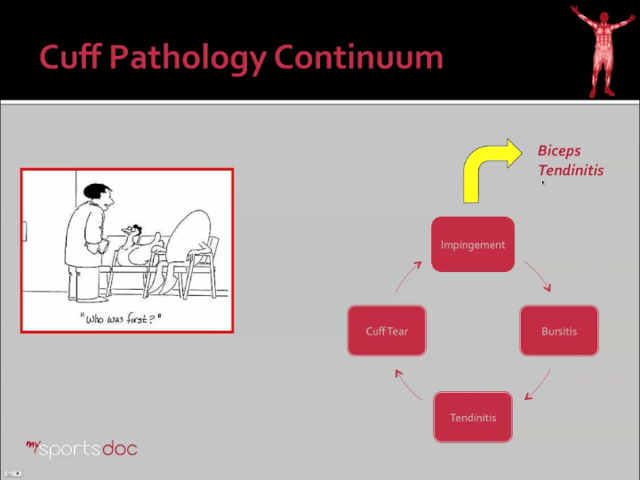 Cuff Pathology Continuum
Biceps
Tendinitis
Impingement
Cuff Tear
Bursitis
Tendinitis
"Who was first?"
mysportsdoc